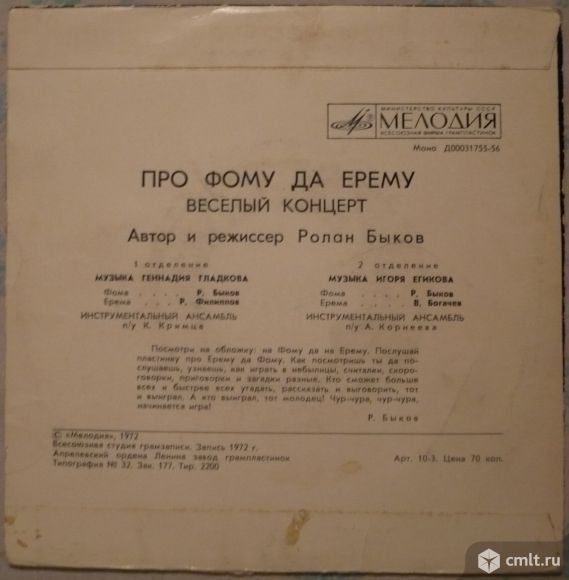 МИНИСТЕРСТВО КУЛЬТУРЫ СССР
МЕЛОДИЯ
ВСЕСОЮЗНАЯ ФИРМА ГРАМПЛАСТИНОК
Моно Д00031755-56
ПРО ФОМУ ДА ЕРЕМУ
ВЕСЕЛЫЙ КОНЦЕРТ
Автор и режиссер Ролан Быков
1 отделение
МУЗЫКА ГЕННАДИЯ ГЛАДКОВА
Фома . . . . Р. Быков
Ерема . . . Р. Филиппов
ИНСТРУМЕНТАЛЬНЫЙ АНСАМБЛЬ
п/у К. Кримца
2 отделение
МУЗЫКА ИГОРЯ ЕГИКОВА
Фома . . . . Р. Быков
Ерема . . . . В. Богачев
ИНСТРУМЕНТАЛЬНЫЙ АНСАМБЛЬ
п/у А. Корнеева
Посмотри на обложку: на Фому да на Ерему. Послушай
пластинку про Ерему да Фому. Как посмотришь ты да по-
слушаешь, узнаешь, как играть в небылицы, считалки, скоро-
говорки, приговорки и загадки разные. Кто сможет больше
всех и быстрее всех угадать, рассказать и выговорить, тот
и выиграл. А кто выиграл, тот молодец! Чур-чура, чур-чура,
начинается игра!
Р. Быков
© «Мелодия», 1972
Всесоюзная студия грамзаписи. Запись 1972 г.
Апрелевский ордена Ленина завод грампластинок
Типография № 32. Зак. 177. Тир. 2200
Арт. 10-3. Цена 70 коп.
cmlt.ru